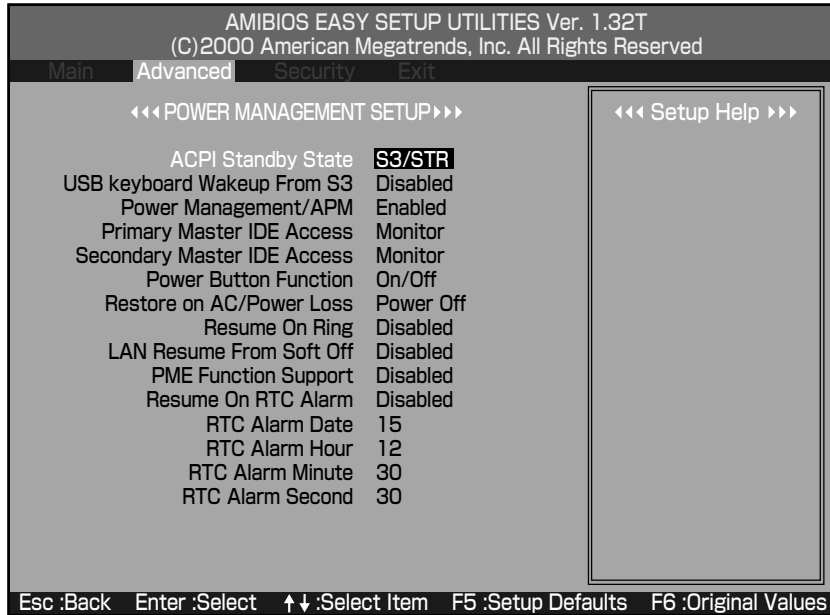 AMIBIOS EASY SETUP UTILITIES Ver. 1.32T
(C)2000 American Megatrends, Inc. All Rights Reserved
Main Advanced Security Exit
POWER MANAGEMENT SETUP
Setup Help
ACPI Standby State S3/STR
USB keyboard Wakeup From S3 Disabled
Power Management/APM Enabled
Primary Master IDE Access Monitor
Secondary Master IDE Access Monitor
Power Button Function On/Off
Restore on AC/Power Loss Power Off
Resume On Ring Disabled
LAN Resume From Soft Off Disabled
PME Function Support Disabled
Resume On RTC Alarm Disabled
RTC Alarm Date 15
RTC Alarm Hour 12
RTC Alarm Minute 30
RTC Alarm Second 30
Esc :Back Enter :Select ↑↓ :Select Item F5 :Setup Defaults F6 :Original Values